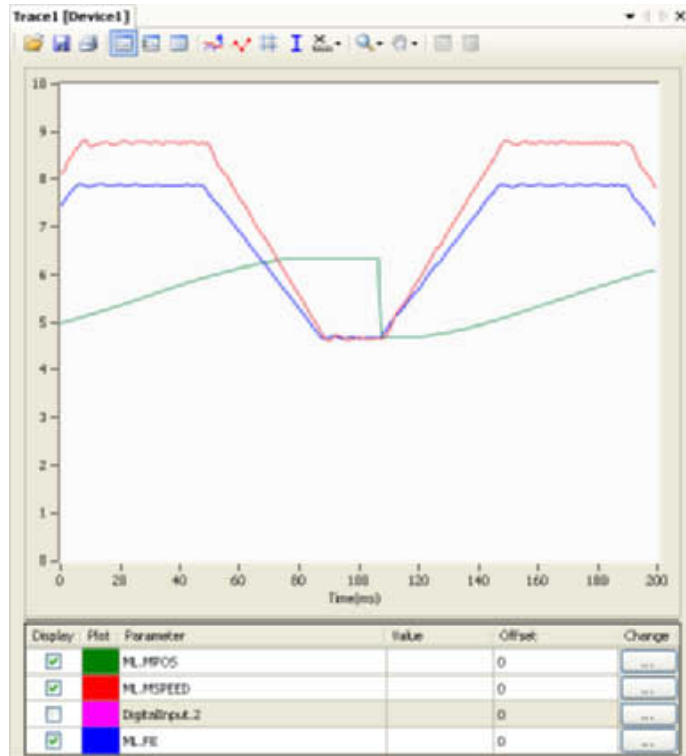 Trace1 [Device1]
10
9
8
7
6
5
4
3
2
1
0
0 20 40 60 80 100 120 140 160 180 200
Time(ms)
Display Plot Parameter Value Offset Change
ML.MPOS 0 ...
ML.MSPEED 0 ...
DigitalInput.2 0 ...
ML.FE 0 ...